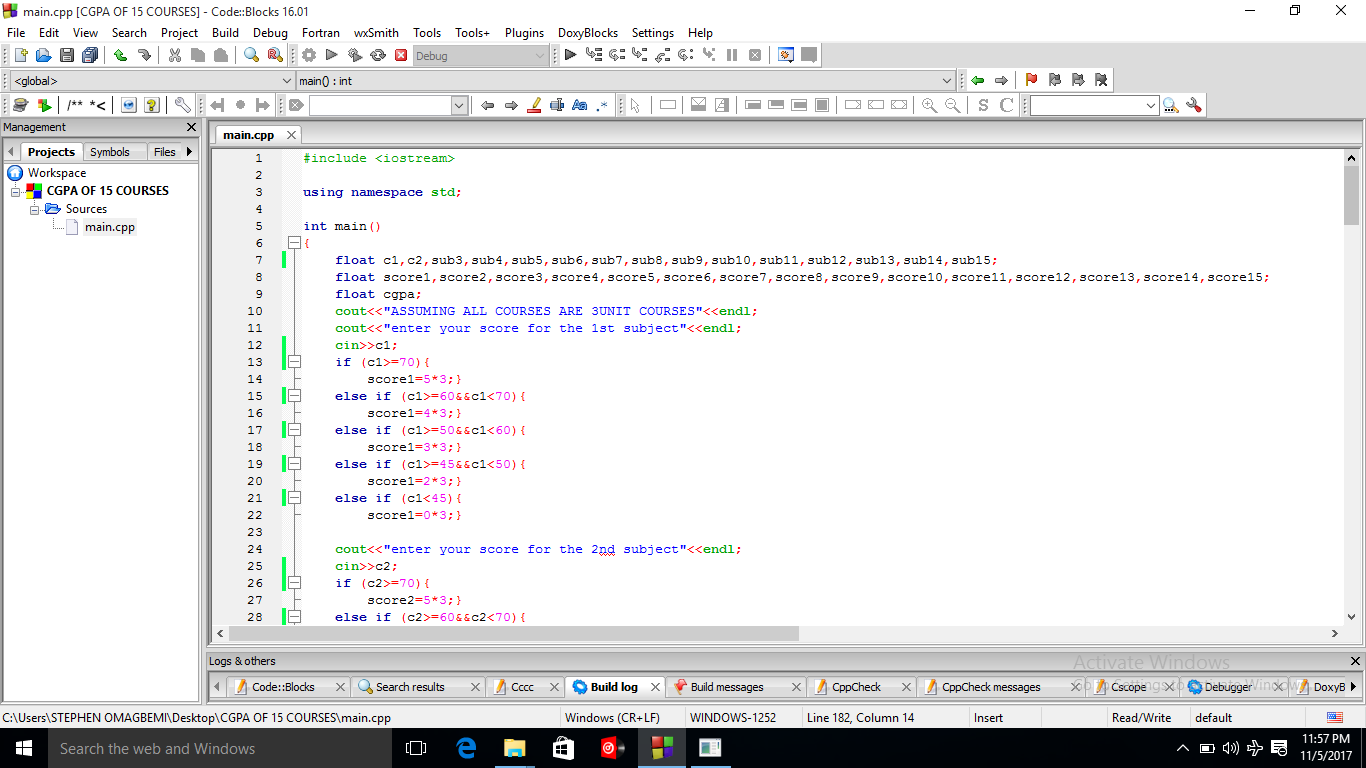 main.cpp [CGPA OF 15 COURSES] - Code::Blocks 16.01
File Edit View Search Project Build Debug Fortran wxSmith Tools Tools+ Plugins DoxyBlocks Settings Help
Debug
<global> main() : int
/** *< Aa .* S C
Management
main.cpp
Projects Symbols Files
Workspace
CGPA OF 15 COURSES
Sources
main.cpp
1 #include <iostream>
2
3 using namespace std;
4
5 int main()
6 {
7 float c1,c2,sub3,sub4,sub5,sub6,sub7,sub8,sub9,sub10,sub11,sub12,sub13,sub14,sub15;
8 float score1,score2,score3,score4,score5,score6,score7,score8,score9,score10,score11,score12,score13,score14,score15;
9 float cgpa;
10 cout<<"ASSUMING ALL COURSES ARE 3UNIT COURSES"<<endl;
11 cout<<"enter your score for the 1st subject"<<endl;
12 cin>>c1;
13 if (c1>=70){
14 score1=5*3;}
15 else if (c1>=60&&c1<70){
16 score1=4*3;}
17 else if (c1>=50&&c1<60){
18 score1=3*3;}
19 else if (c1>=45&&c1<50){
20 score1=2*3;}
21 else if (c1<45){
22 score1=0*3;}
23
24 cout<<"enter your score for the 2nd subject"<<endl;
25 cin>>c2;
26 if (c2>=70){
27 score2=5*3;}
28 else if (c2>=60&&c2<70){
Logs & others
Activate Windows
Code::Blocks Search results Cccc Build log Build messages CppCheck CppCheck messages Cscope Debugger DoxyB
Go to Settings to activate Windows.
C:\Users\STEPHEN OMAGBEMI\Desktop\CGPA OF 15 COURSES\main.cpp Windows (CR+LF) WINDOWS-1252 Line 182, Column 14 Insert Read/Write default
Search the web and Windows
11:57 PM
11/5/2017